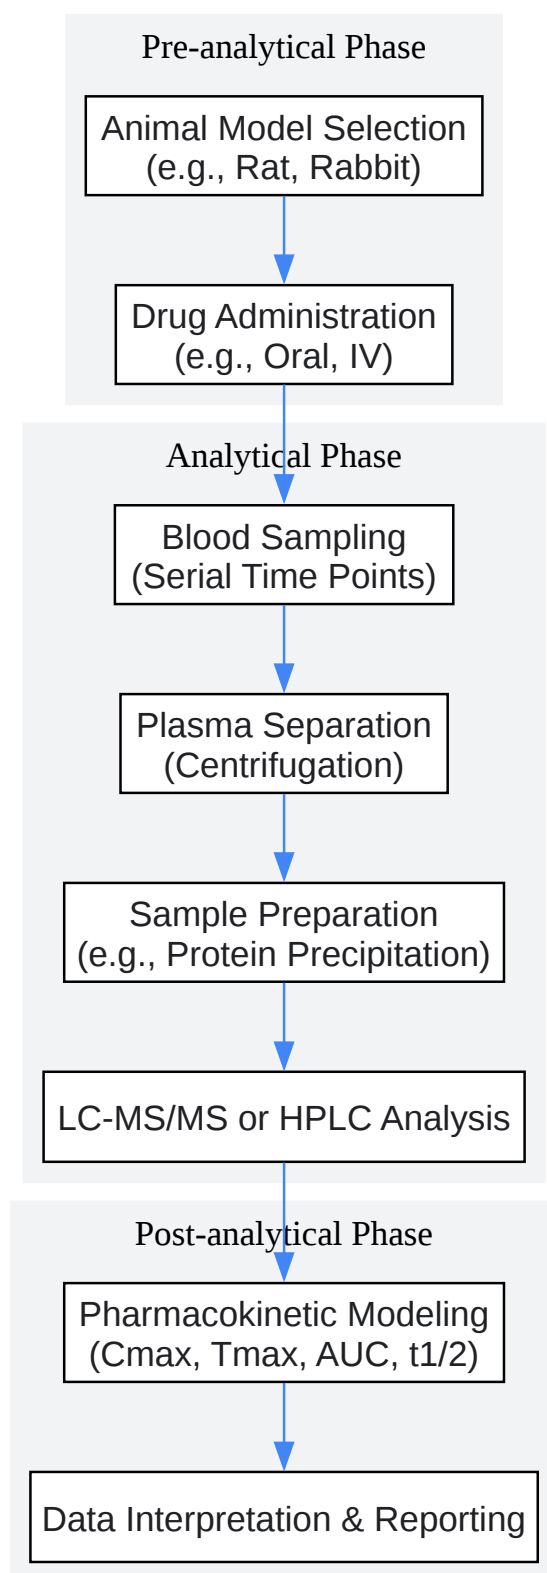 Pre-analytical Phase
Animal Model Selection
(e.g., Rat, Rabbit)
Drug Administration
(e.g., Oral, IV)
Analytical Phase
Blood Sampling
(Serial Time Points)
Plasma Separation
(Centrifugation)
Sample Preparation
(e.g., Protein Precipitation)
LC-MS/MS or HPLC Analysis
Post-analytical Phase
Pharmacokinetic Modeling
(Cmax, Tmax, AUC, t1/2)
Data Interpretation & Reporting